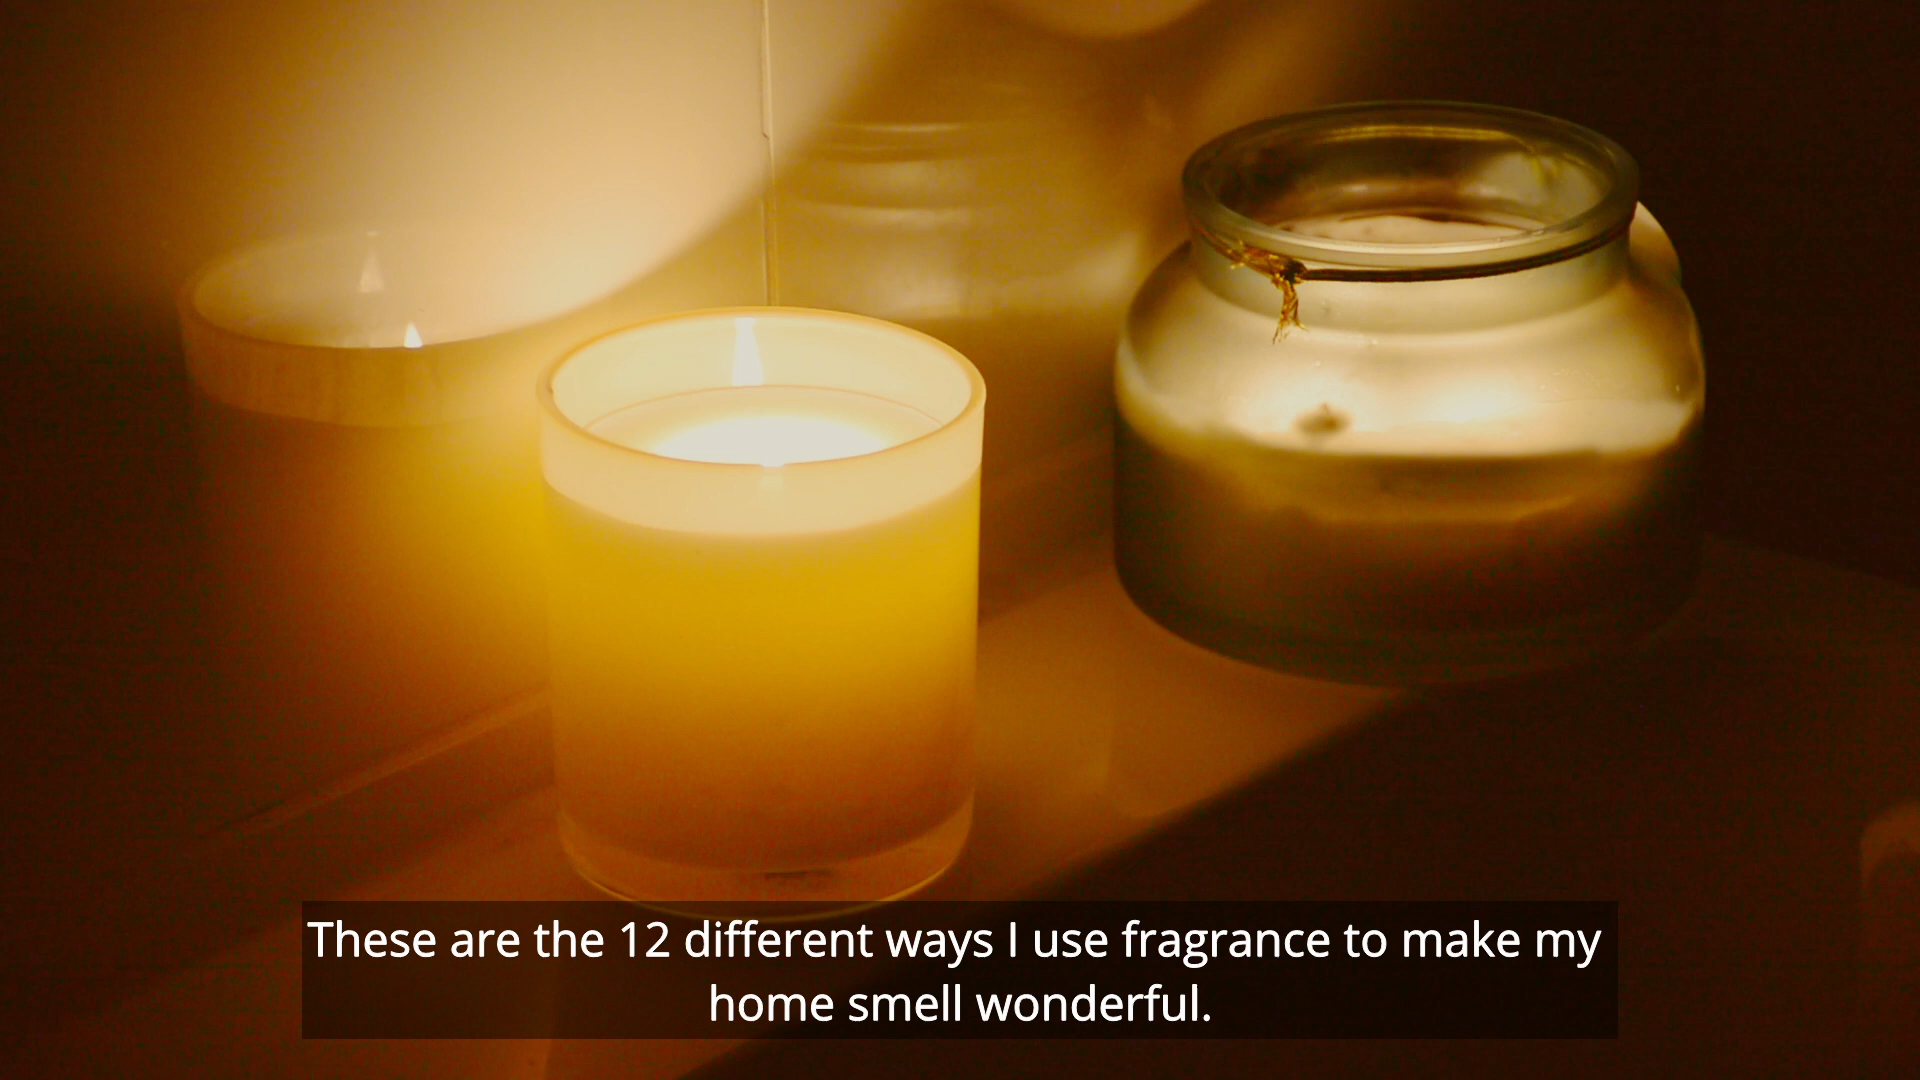 These are the 12 different ways I use fragrance to make my
home smell wonderful.